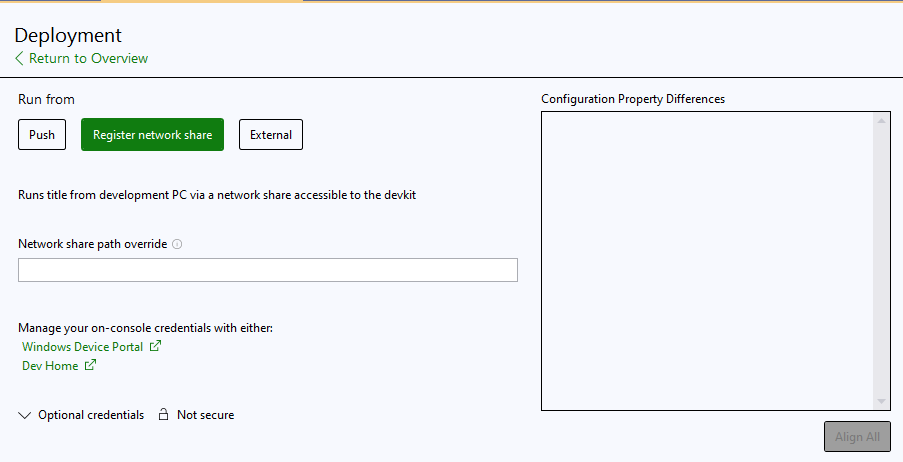 Deployment
Return to Overview
Run from
Push
Register network share
External
Runs title from development PC via a network share accessible to the devkit
Network share path override
Manage your on-console credentials with either:
Windows Device Portal
Dev Home
Optional credentials
Not secure
Configuration Property Differences
Align All